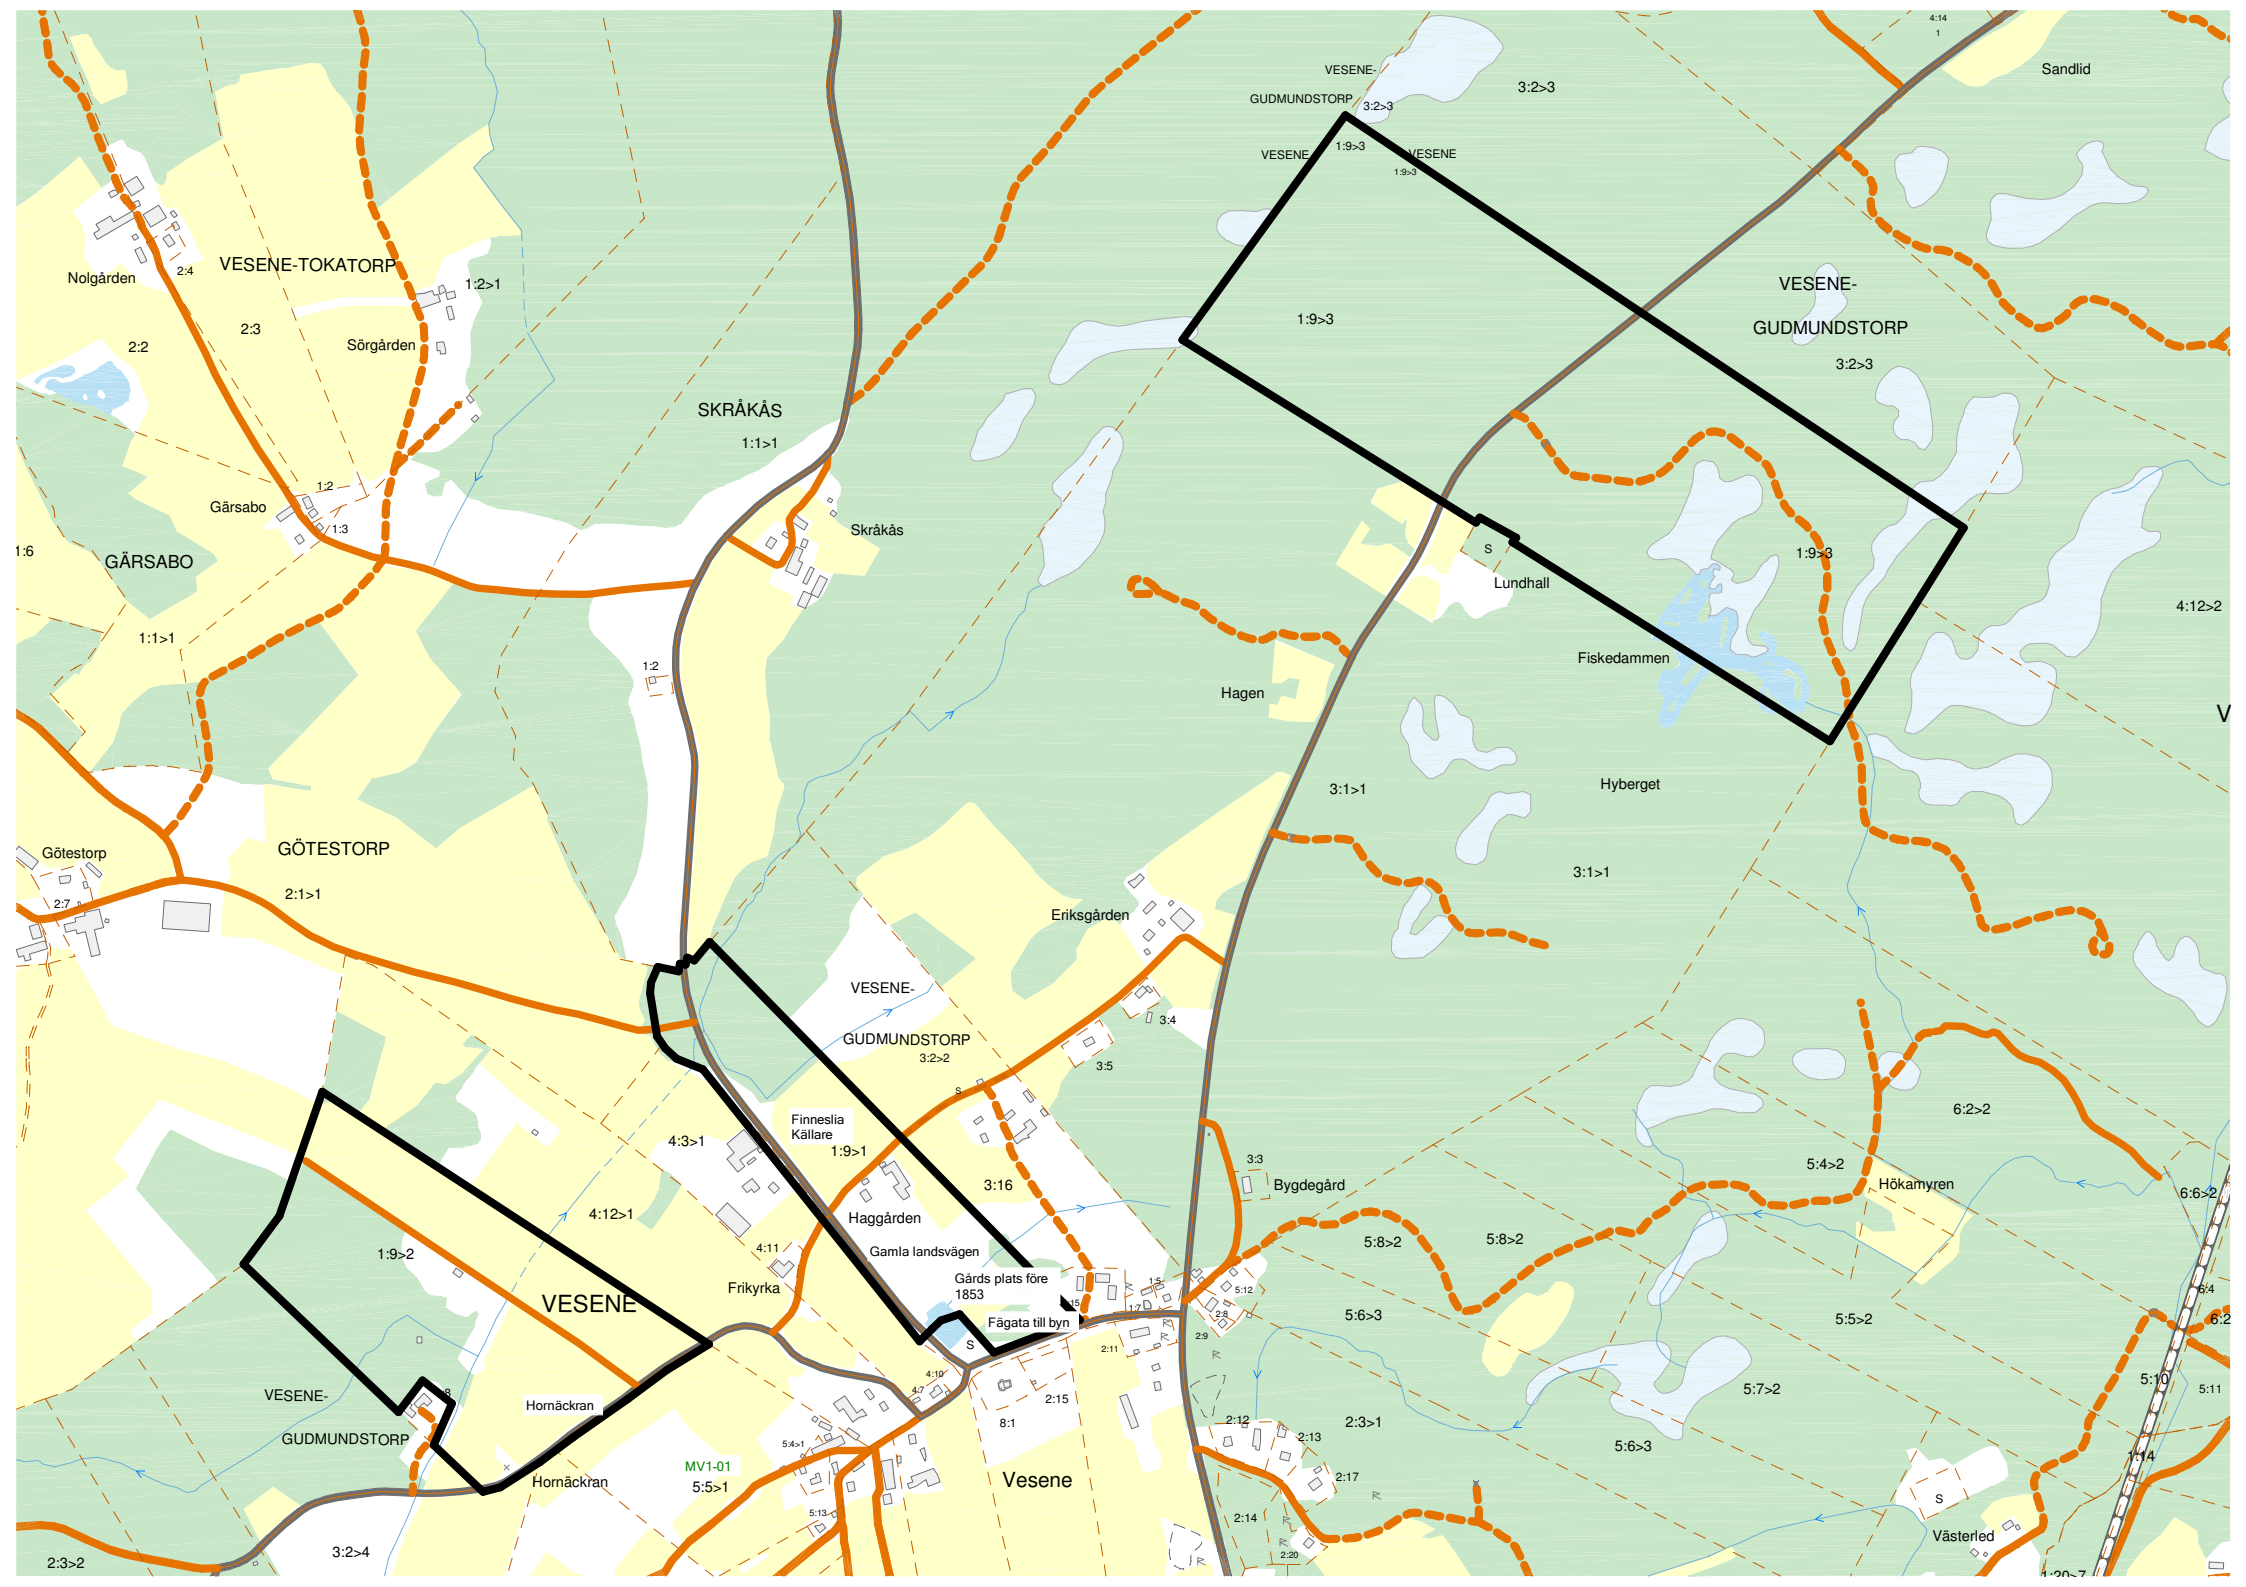 4:14
1
Sandlid
VESENE-
GUDMUNDSTORP
3:2>3
3:2>3
1:9>3
VESENE
VESENE
1:9>3
Nolgården
2:4
VESENE-TOKATORP
1:2>1
2:3
2:2
Sörgården
1:9>3
VESENE-
GUDMUNDSTORP
3:2>3
SKRÅKÅS
1:1>1
1:2
Gärsabo
1:3
Skråkås
1:6
GÄRSABO
S
Lundhall
1:9>3
4:12>2
1:1>1
1:2
Fiskedammen
Hagen
V
3:1>1
Hyberget
GÖTESTORP
Götestorp
2:1>1
2:7
3:1>1
Eriksgården
VESENE-
GUDMUNDSTORP
3:2>2
3:4
3:5
S
Finneslia
Källare
1:9>1
4:3>1
3:16
6:2>2
3:3
Bygdegård
5:4>2
Hökamyren
6:6>2
4:12>1
Haggården
4:11
Gamla landsvägen
5:8>2
5:8>2
1:9>2
Frikyrka
Gårds plats före
1853
VESENE
15
1:5
1:7
5:12
2:8
6:4
6:2
5:6>3
5:5>2
Fägata till byn
2:9
2:11
S
4:10
4:7
8
VESENE-
GUDMUNDSTORP
Hornäckran
2:15
8:1
5:7>2
5:10
5:11
2:12
2:3>1
2:13
5:6>3
5:4>1
MV1-01
5:5>1
Hornäckran
Vesene
2:17
1:14
S
5:13
2:14
Västerled
2:3>2
3:2>4
2:20
1:20>7